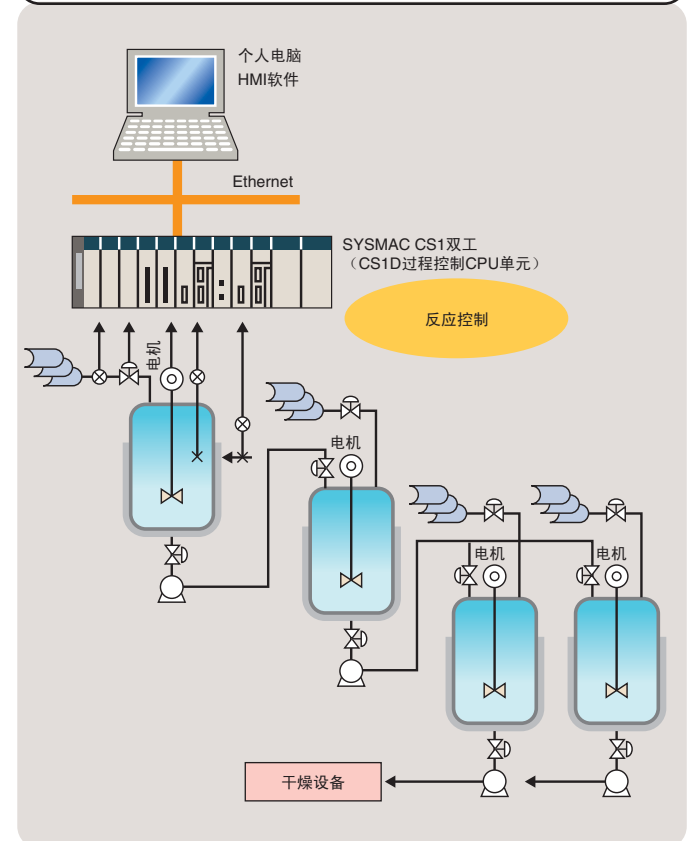 个人电脑
HMI软件
Ethernet
SYSMAC CS1双工
（CS1D过程控制CPU单元）
反应控制
电机
电机
电机
电机
干燥设备